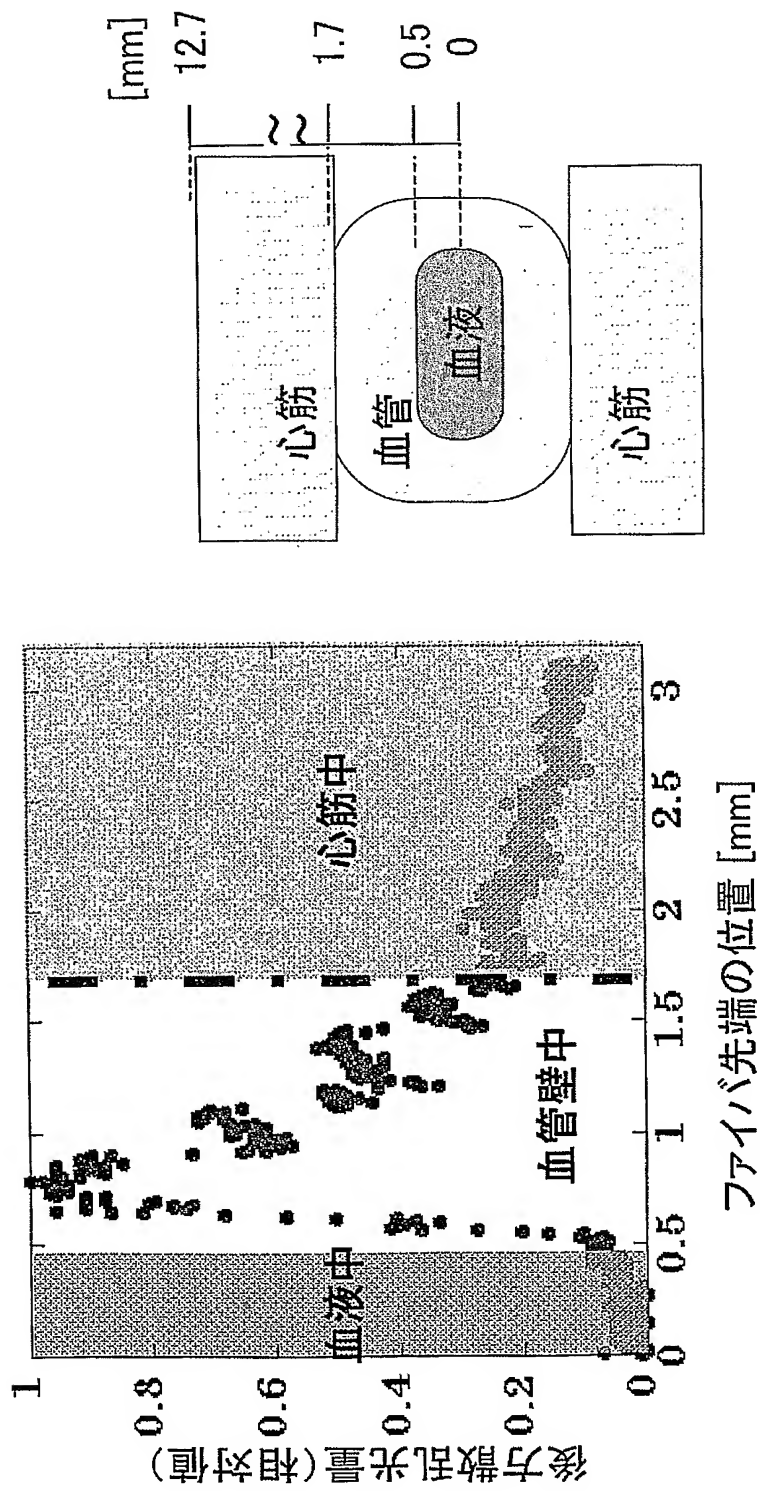 後方散乱光量(相対値)
1
0.8
0.6
0.4
0.2
0
血液中
血管壁中
心筋中
0
0.5
1
1.5
2
2.5
3
ファイバ先端の位置 [mm]
心筋
血管
血液
心筋
[mm]
12.7
1.7
0.5
0